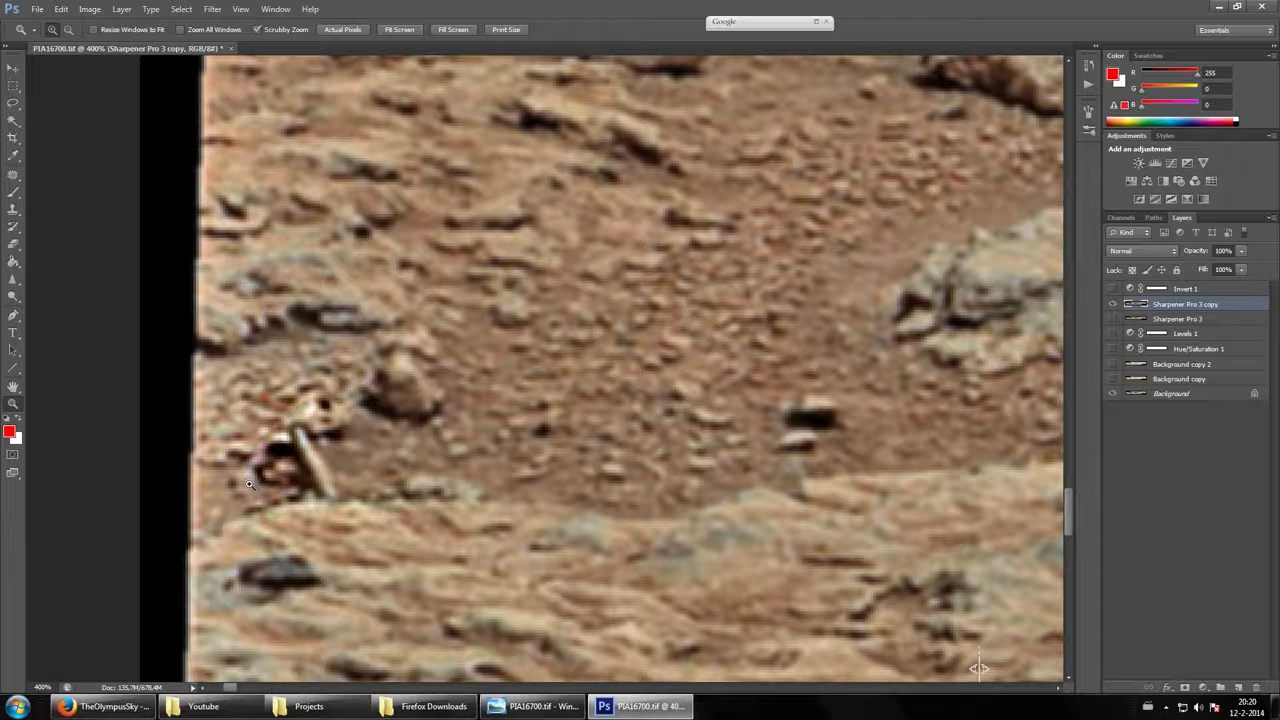 Ps File Edit Image Layer Type Select Filter View Window Help
Google
Resize Windows to Fit Zoom All Windows Scrubby Zoom Actual Pixels Fit Screen Fill Screen Print Size Essentials
PIA16700.tif @ 400% (Sharpener Pro 3 copy, RGB/8#) * ×
Color Swatches
R 255
G 0
B 0
Adjustments Styles
Add an adjustment
Channels Paths Layers
Kind
Normal Opacity: 100%
Lock: Fill: 100%
Invert 1
Sharpener Pro 3 copy
Sharpener Pro 3
Levels 1
Hue/Saturation 1
Background copy 2
Background copy
Background
400% Doc: 135,7M/678,4M
TheOlympusSky -... Youtube Projects Firefox Downloads PIA16700.tif - Win... Ps PIA16700.tif @ 40...
20:20
12-2-2014